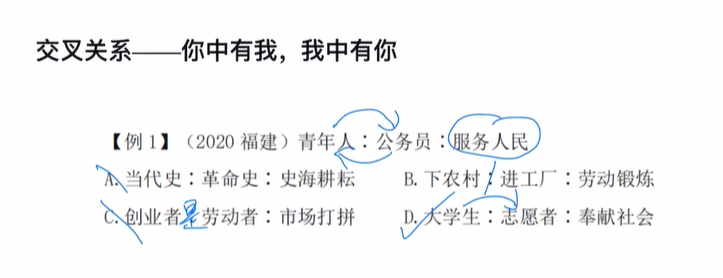 交叉关系——你中有我，我中有你
【例1】（2020 福建）青年人：公务员：服务人民
A. 当代史：革命史：史海耕耘 B. 下农村：进工厂：劳动锻炼
C. 创业者是劳动者：市场打拼 D. 大学生：志愿者：奉献社会